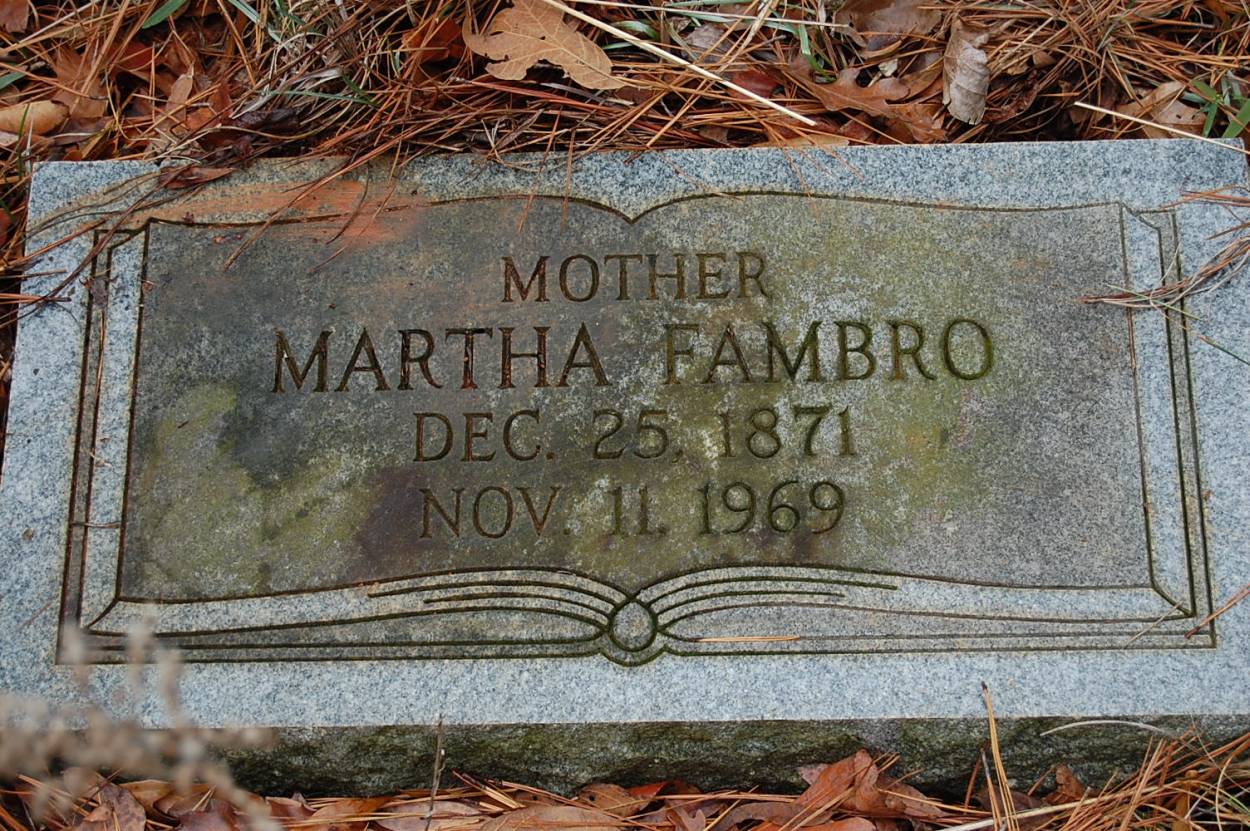 MOTHER
MARTHA FAMBRO
DEC. 25, 1871
NOV. 11, 1969